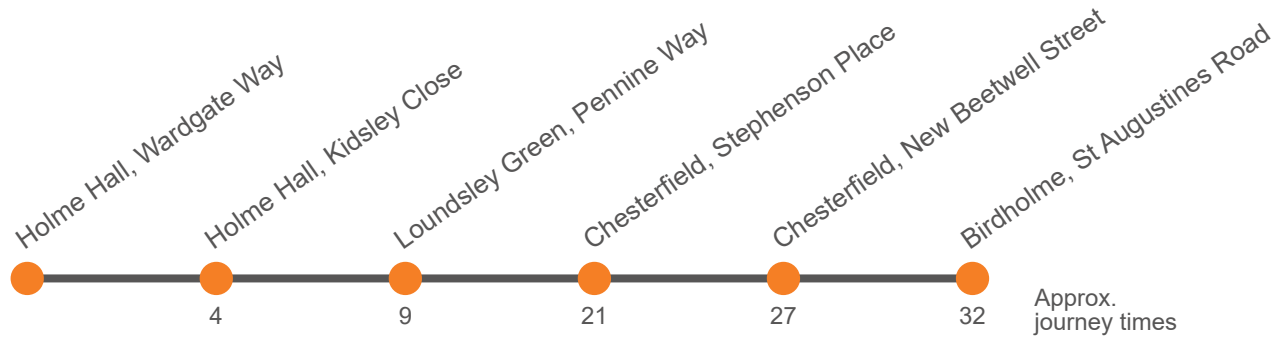 Holme Hall, Wardgate Way
Holme Hall, Kidsley Close
Loundsley Green, Pennine Way
Chesterfield, Stephenson Place
Chesterfield, New Beetwell Street
Birdholme, St Augustines Road
4
9
21
27
32
Approx.
journey times